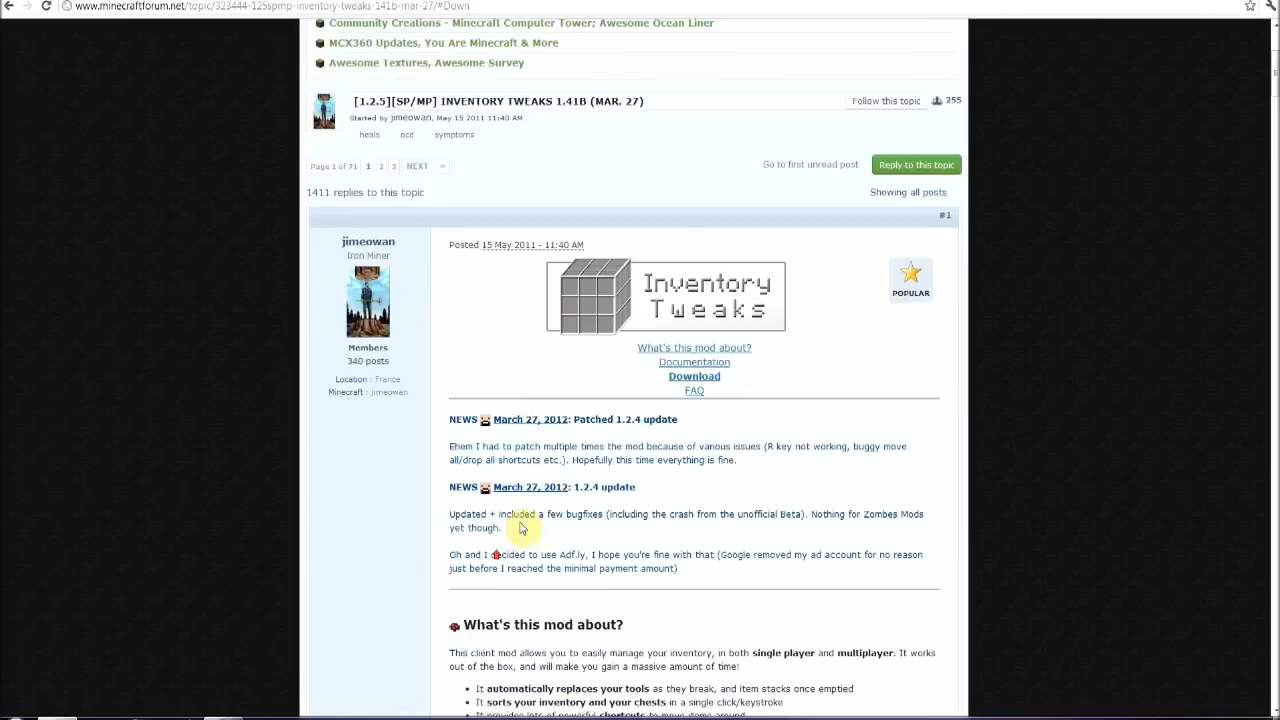 www.minecraftforum.net/topic/323444-125spmp-inventory-tweaks-141b-mar-27/#Down
Community Creations - Minecraft Computer Tower; Awesome Ocean Liner
MCX360 Updates, You Are Minecraft & More
Awesome Textures, Awesome Survey
[1.2.5][SP/MP] INVENTORY TWEAKS 1.41B (MAR. 27)
Follow this topic
255
Started by jimeowan, May 15 2011 11:40 AM
heals ocd symptoms
Page 1 of 71 1 2 3 NEXT »
Go to first unread post
Reply to this topic
1411 replies to this topic
Showing all posts
#1
jimeowan
Iron Miner
Members
340 posts
Location : France
Minecraft : jimeowan
Posted 15 May 2011 - 11:40 AM
Inventory
Tweaks
POPULAR
What's this mod about?
Documentation
Download
FAQ
NEWS March 27, 2012: Patched 1.2.4 update
Ehem I had to patch multiple times the mod because of various issues (R key not working, buggy move
all/drop all shortcuts etc.). Hopefully this time everything is fine.
NEWS March 27, 2012: 1.2.4 update
Updated + included a few bugfixes (including the crash from the unofficial Beta). Nothing for Zombes Mods
yet though.
Oh and I decided to use Adf.ly, I hope you're fine with that (Google removed my ad account for no reason
just before I reached the minimal payment amount)
What's this mod about?
This client mod allows you to easily manage your inventory, in both single player and multiplayer. It works
out of the box, and will make you gain a massive amount of time!
• It automatically replaces your tools as they break, and item stacks once emptied
• It sorts your inventory and your chests in a single click/keystroke
• It provides lots of powerful shortcuts to move items around